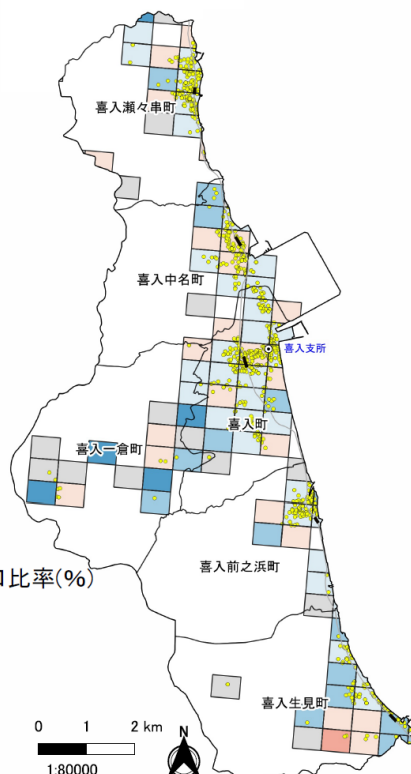 喜入瀬々串町
喜入中名町
喜入支所
喜入町
喜入一倉町
喜入前之浜町
比率(%)
喜入生見町
0 1 2 km
1:80000
N